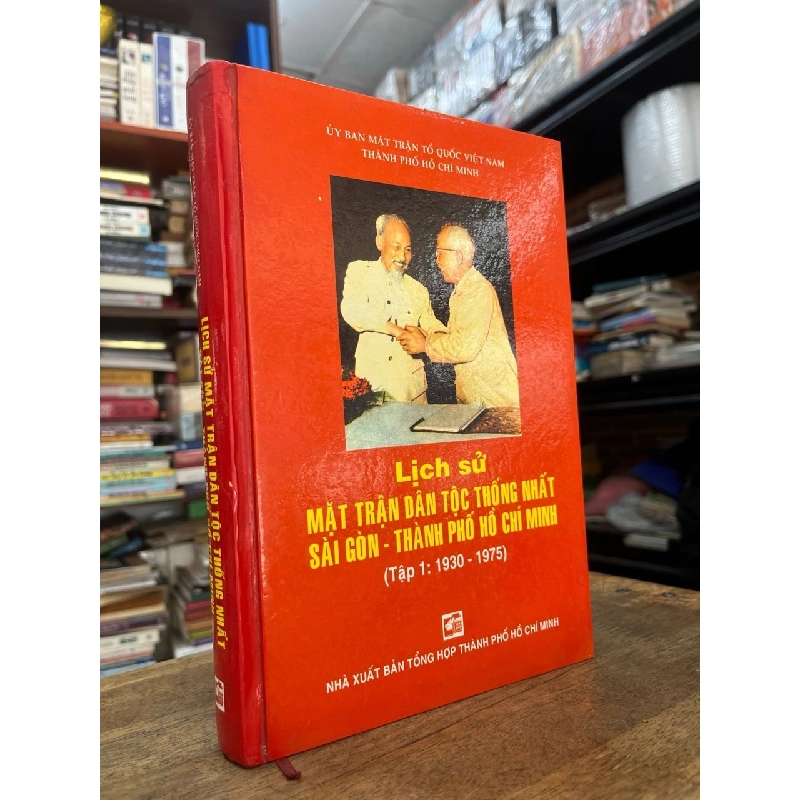 ỦY BAN MẶT TRẬN TỔ QUỐC VIỆT NAM
THÀNH PHỐ HỒ CHÍ MINH
Lịch sử
MẶT TRẬN DÂN TỘC THỐNG NHẤT
SÀI GÒN - THÀNH PHỐ HỒ CHÍ MINH
(Tập 1: 1930 - 1975)
NHÀ XUẤT BẢN TỔNG HỢP THÀNH PHỐ HỒ CHÍ MINH
LỊCH SỬ MẶT TRẬN DÂN TỘC THỐNG NHẤT